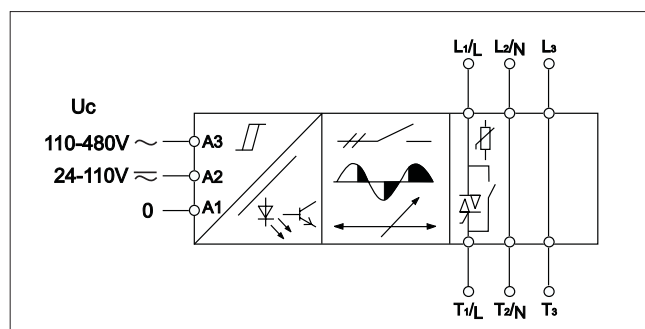 L1/L L2/N L3
Uc
110-480V ~ A3
24-110V ⎓ A2
0 A1
T1/L T2/N T3